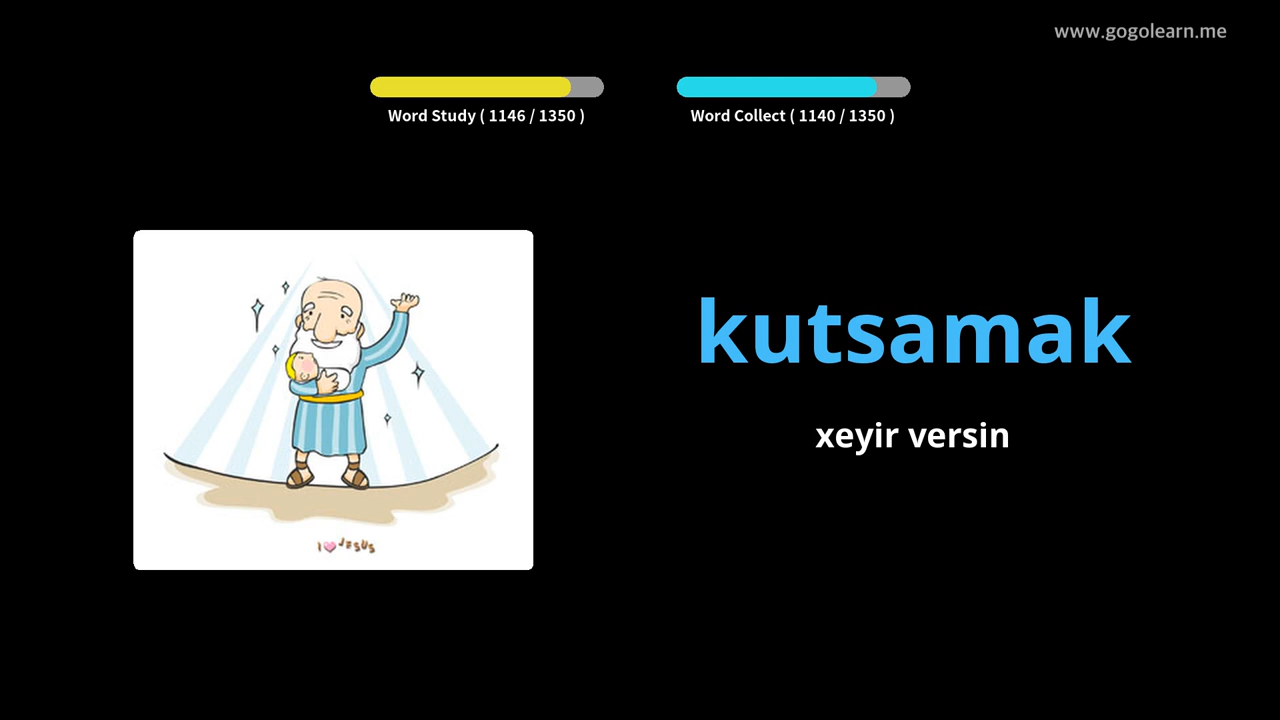 www.gogolearn.me
Word Study ( 1146 / 1350 )
Word Collect ( 1140 / 1350 )
kutsamak
xeyir versin
I JESUS